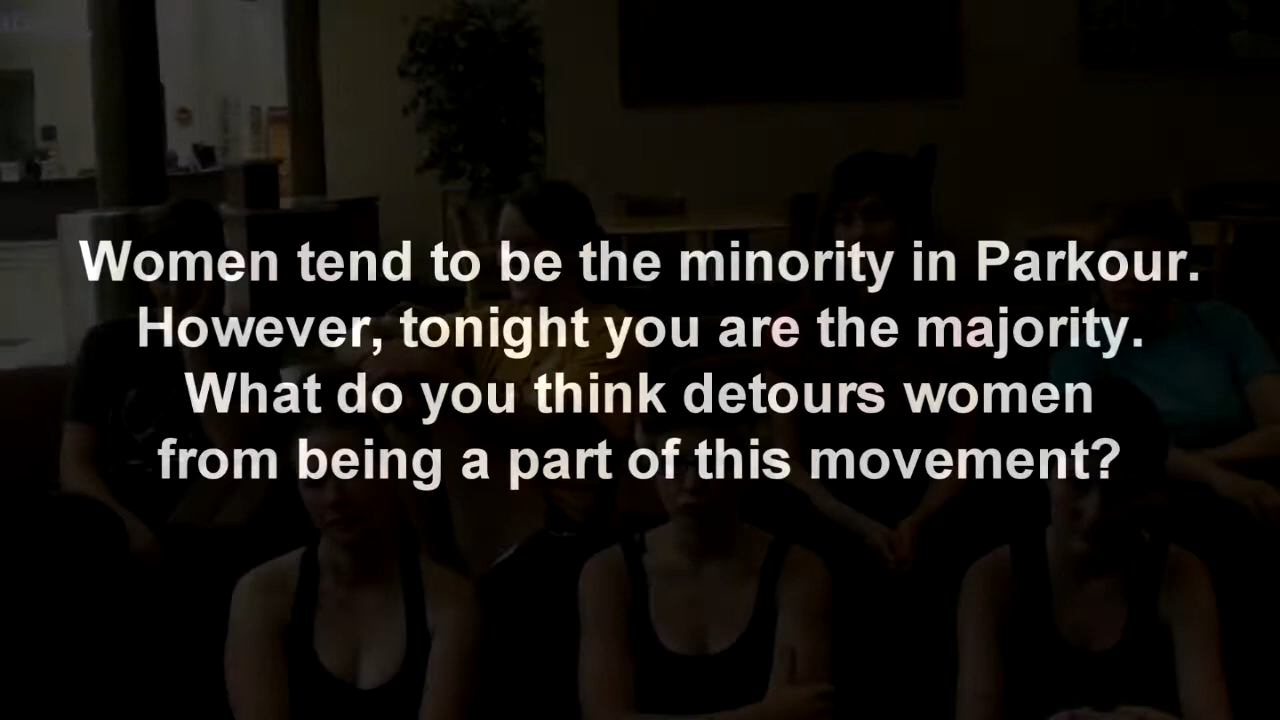 Women tend to be the minority in Parkour.
However, tonight you are the majority.
What do you think detours women
from being a part of this movement?